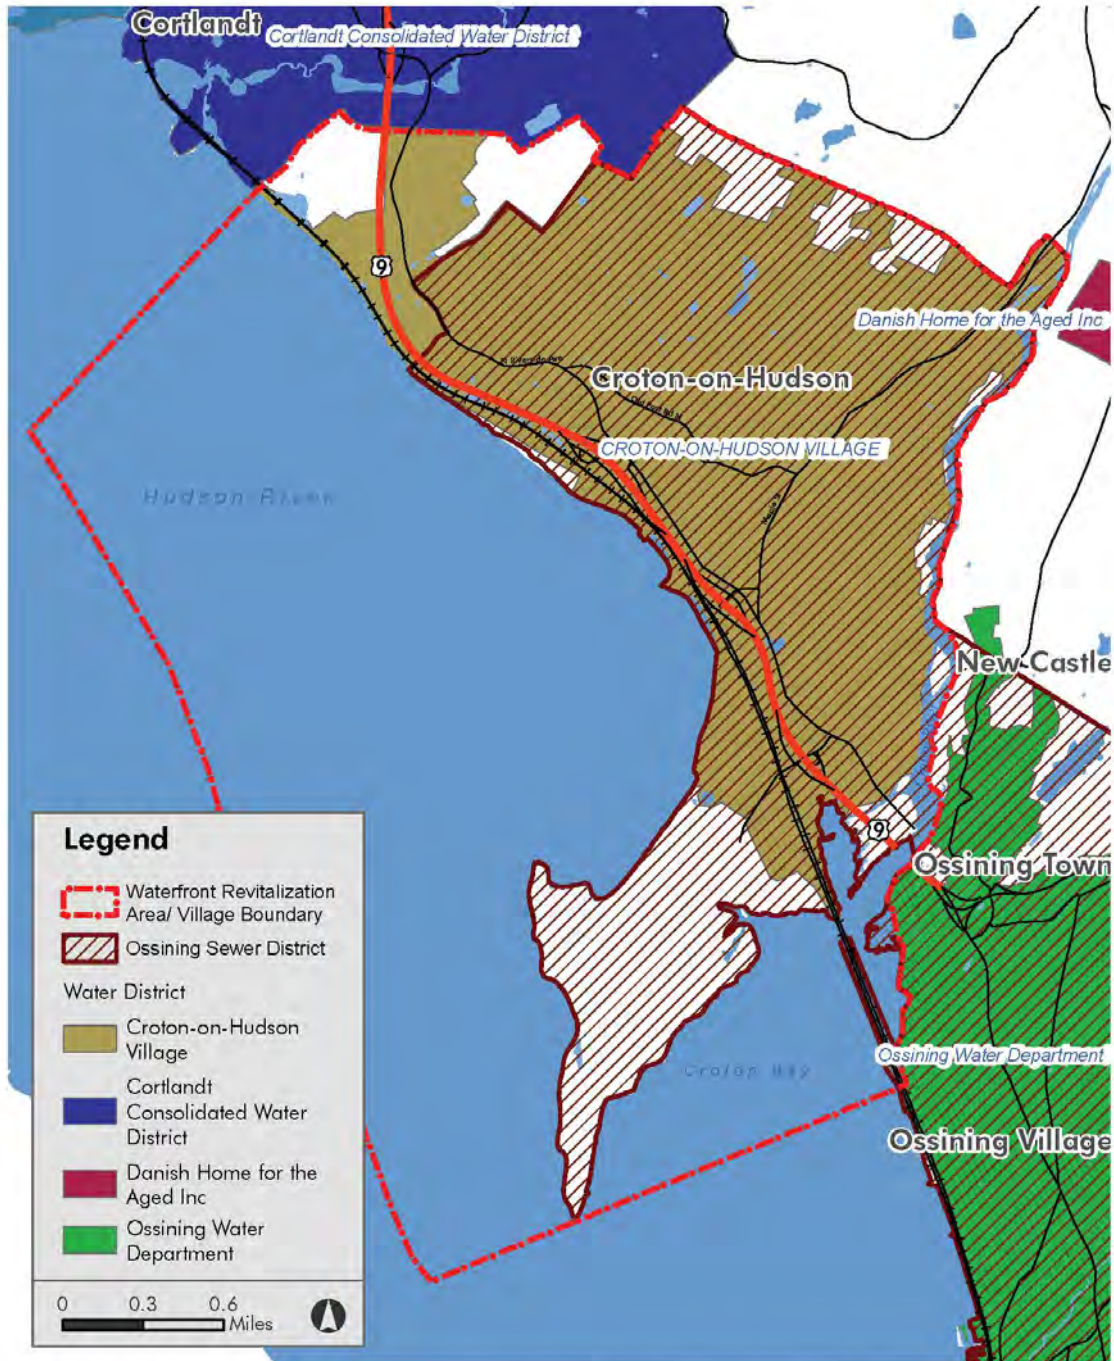 Cortlandt
Cortlandt Consolidated Water District
9
Danish Home for the Aged Inc
Croton-on-Hudson
CROTON-ON-HUDSON VILLAGE
Hudson River
Maple St
New Castle
9
Ossining Town
Ossining Water Department
Croton Bay
Ossining Village
Legend
Waterfront Revitalization
Area/ Village Boundary
Ossining Sewer District
Water District
Croton-on-Hudson
Village
Cortlandt
Consolidated Water
District
Danish Home for the
Aged Inc
Ossining Water
Department
0 0.3 0.6
Miles